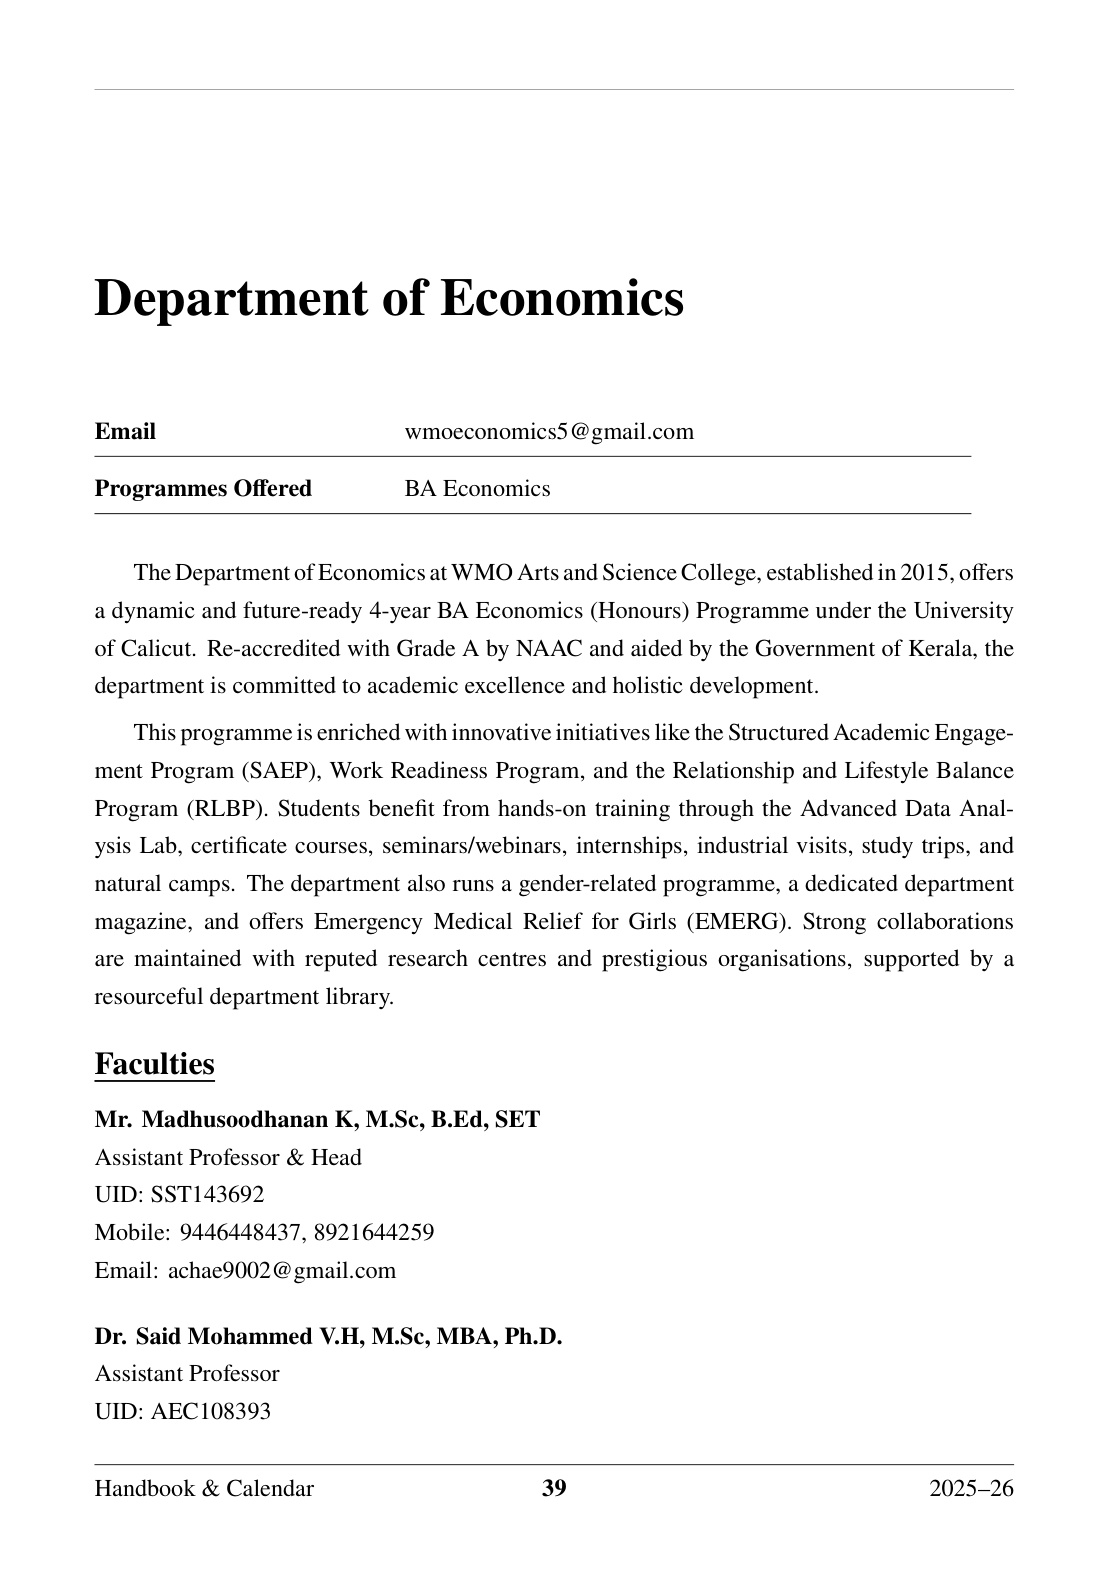 Department of Economics
Email wmoeconomics5@gmail.com
Programmes Offered BA Economics
The Department of Economics at WMO Arts and Science College, established in 2015, offers
a dynamic and future-ready 4-year BA Economics (Honours) Programme under the University
of Calicut. Re-accredited with Grade A by NAAC and aided by the Government of Kerala, the
department is committed to academic excellence and holistic development.
This programme is enriched with innovative initiatives like the Structured Academic Engage-
ment Program (SAEP), Work Readiness Program, and the Relationship and Lifestyle Balance
Program (RLBP). Students benefit from hands-on training through the Advanced Data Anal-
ysis Lab, certificate courses, seminars/webinars, internships, industrial visits, study trips, and
natural camps. The department also runs a gender-related programme, a dedicated department
magazine, and offers Emergency Medical Relief for Girls (EMERG). Strong collaborations
are maintained with reputed research centres and prestigious organisations, supported by a
resourceful department library.
Faculties
Mr. Madhusoodhanan K, M.Sc, B.Ed, SET
Assistant Professor & Head
UID: SST143692
Mobile: 9446448437, 8921644259
Email: achae9002@gmail.com
Dr. Said Mohammed V.H, M.Sc, MBA, Ph.D.
Assistant Professor
UID: AEC108393
Handbook & Calendar 39 2025–26